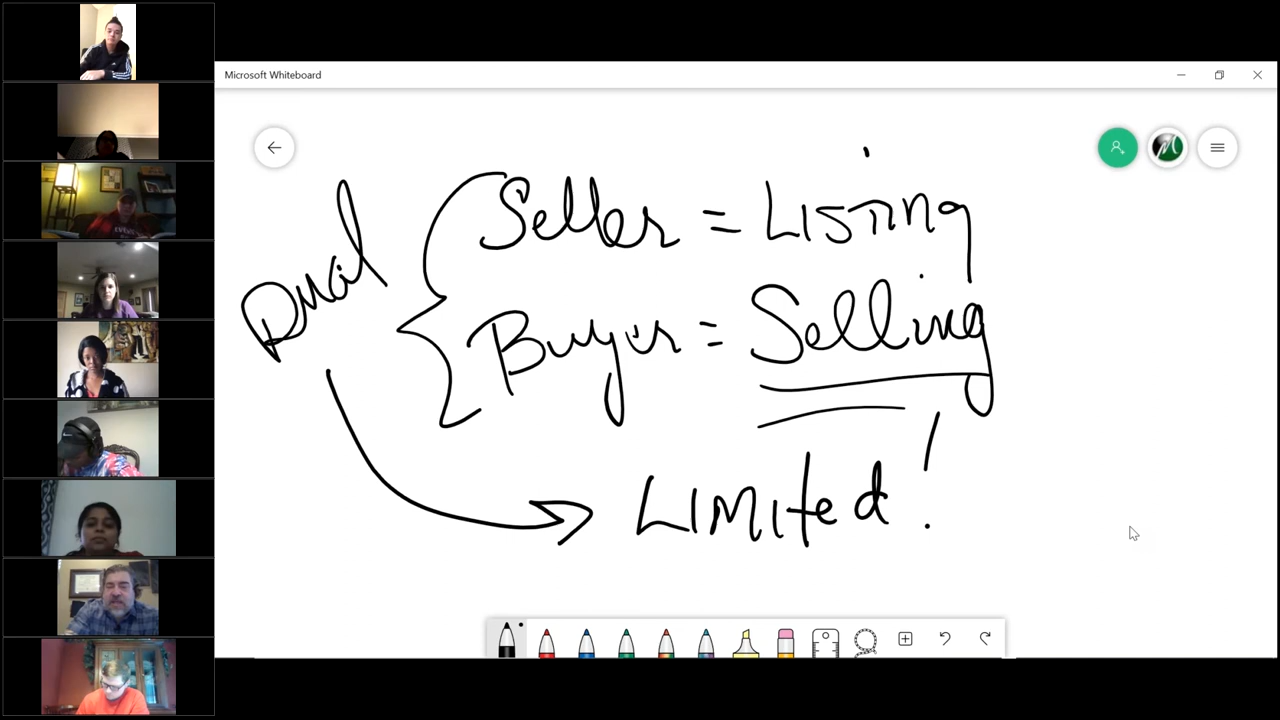 Microsoft Whiteboard
Dual
Seller = Listing
Buyer = Selling
Limited!